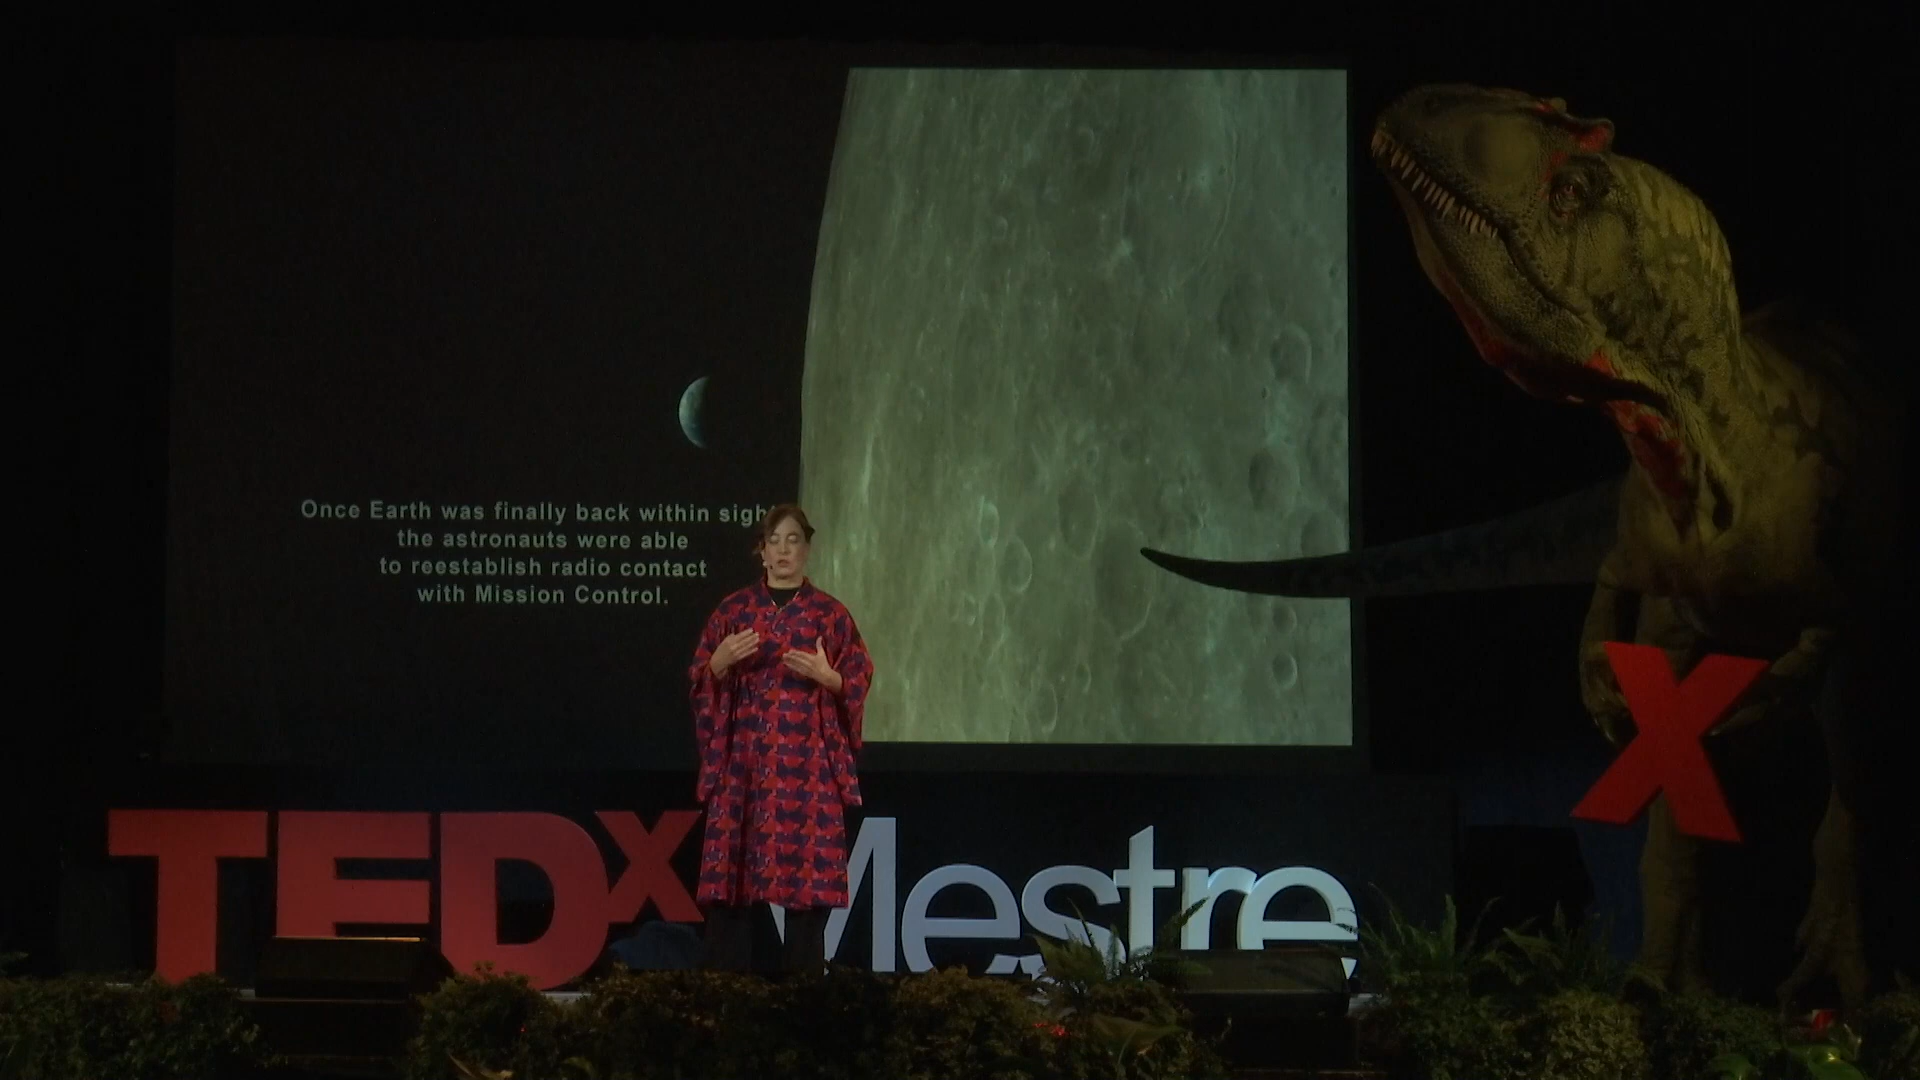 Once Earth was finally back within sigh
the astronauts were able
to reestablish radio contact
with Mission Control.
TEDx Mestre
X